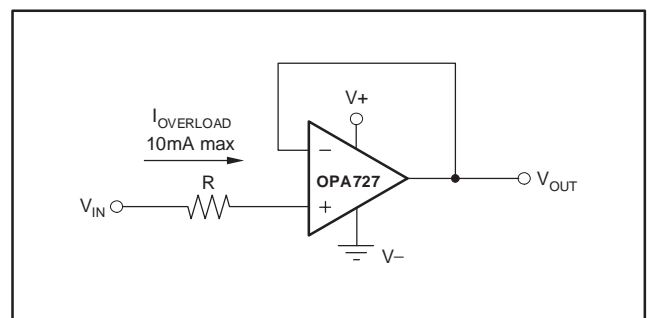 I_OVERLOAD
10mA max
V+
R
−
OPA727
+
V_IN
V_OUT
V−